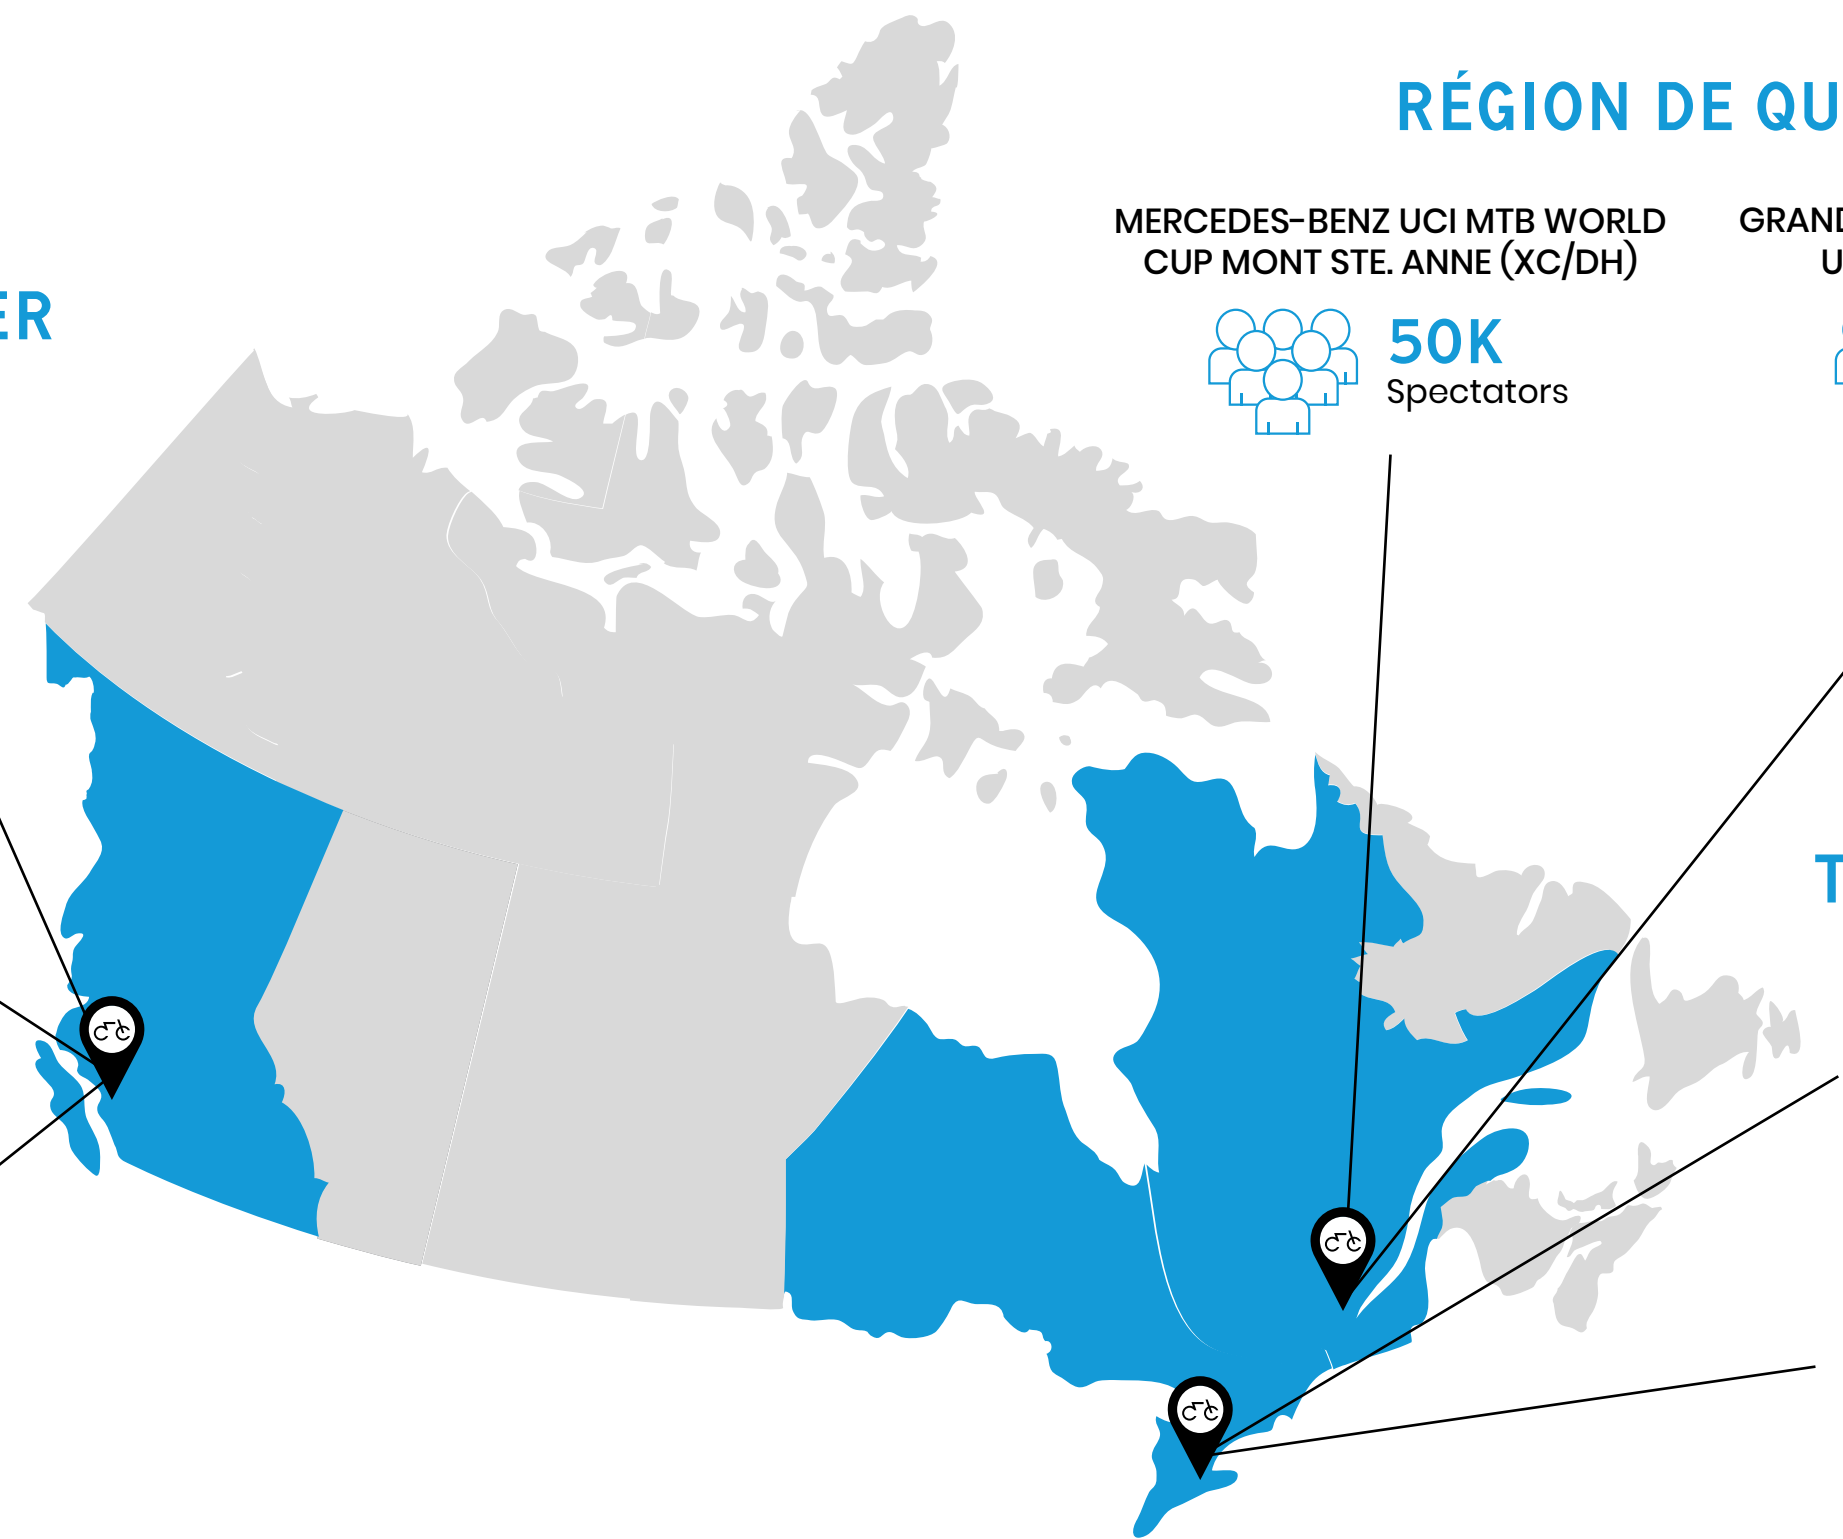 RÉGION DE QU
MERCEDES-BENZ UCI MTB WORLD
CUP MONT STE. ANNE (XC/DH)
GRAND
U
ER
50K
Spectators
T